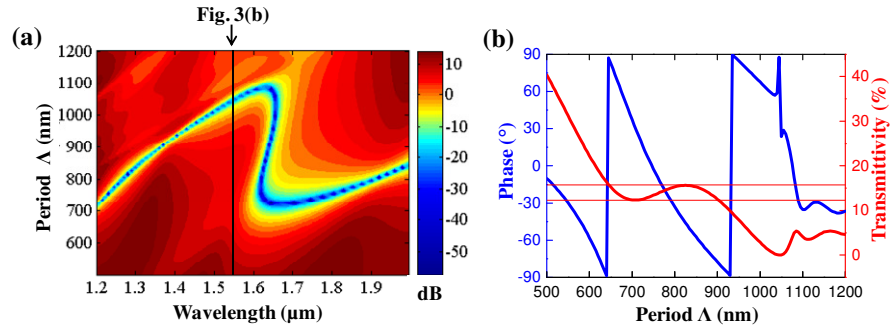 Fig. 3(b)
(a)
1200
1100
1000
900
800
700
600
Period Λ (nm)
1.2 1.3 1.4 1.5 1.6 1.7 1.8 1.9
Wavelength (μm)
10
0
-10
-20
-30
-40
-50
dB
(b)
90
60
30
0
-30
-60
-90
Phase (°)
500 600 700 800 900 1000 1100 1200
Period Λ (nm)
40
30
20
10
0
Transmittivity (%)